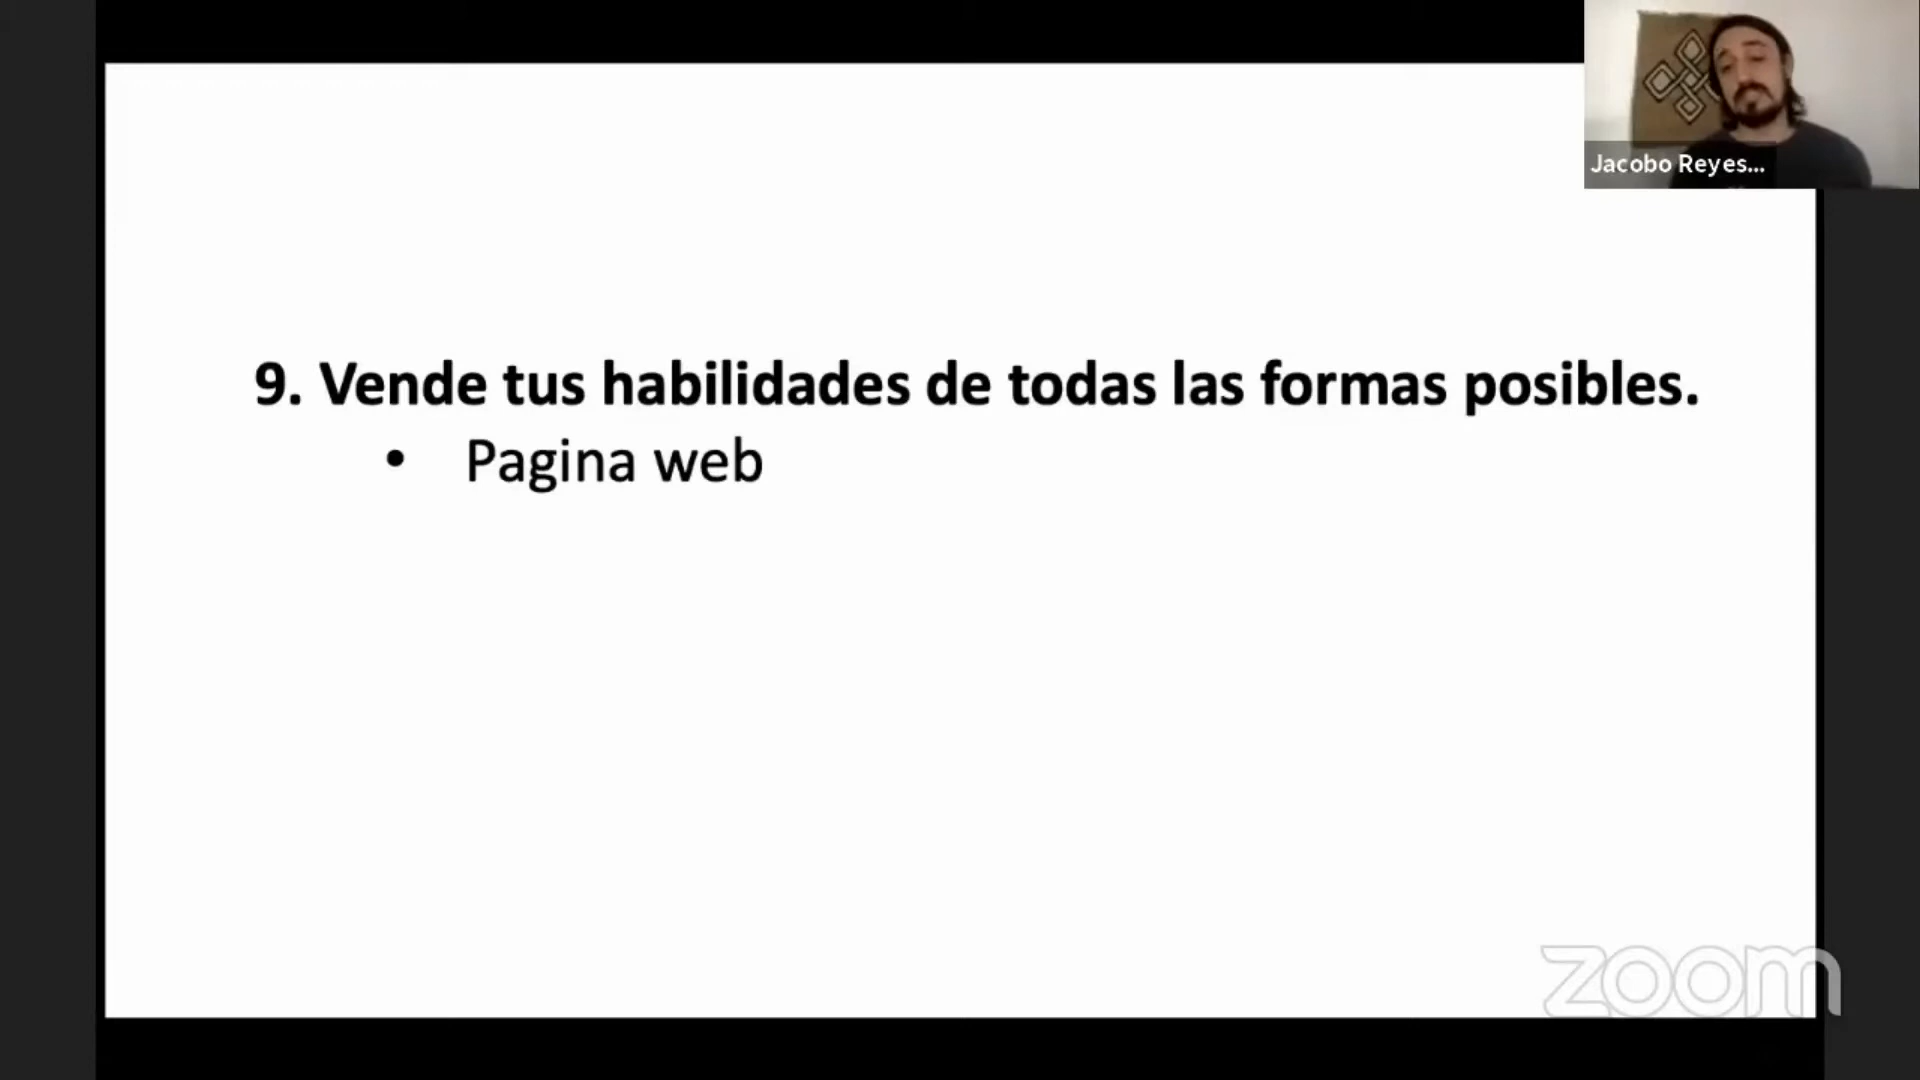 Jacobo Reyes...
9. Vende tus habilidades de todas las formas posibles.
• Pagina web
zoom